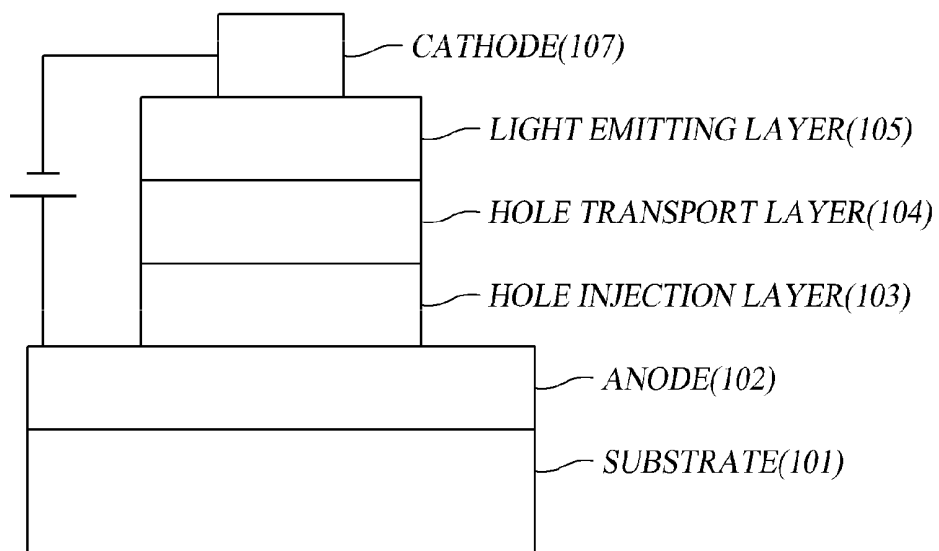 CATHODE(107)
LIGHT EMITTING LAYER(105)
HOLE TRANSPORT LAYER(104)
HOLE INJECTION LAYER(103)
ANODE(102)
SUBSTRATE(101)